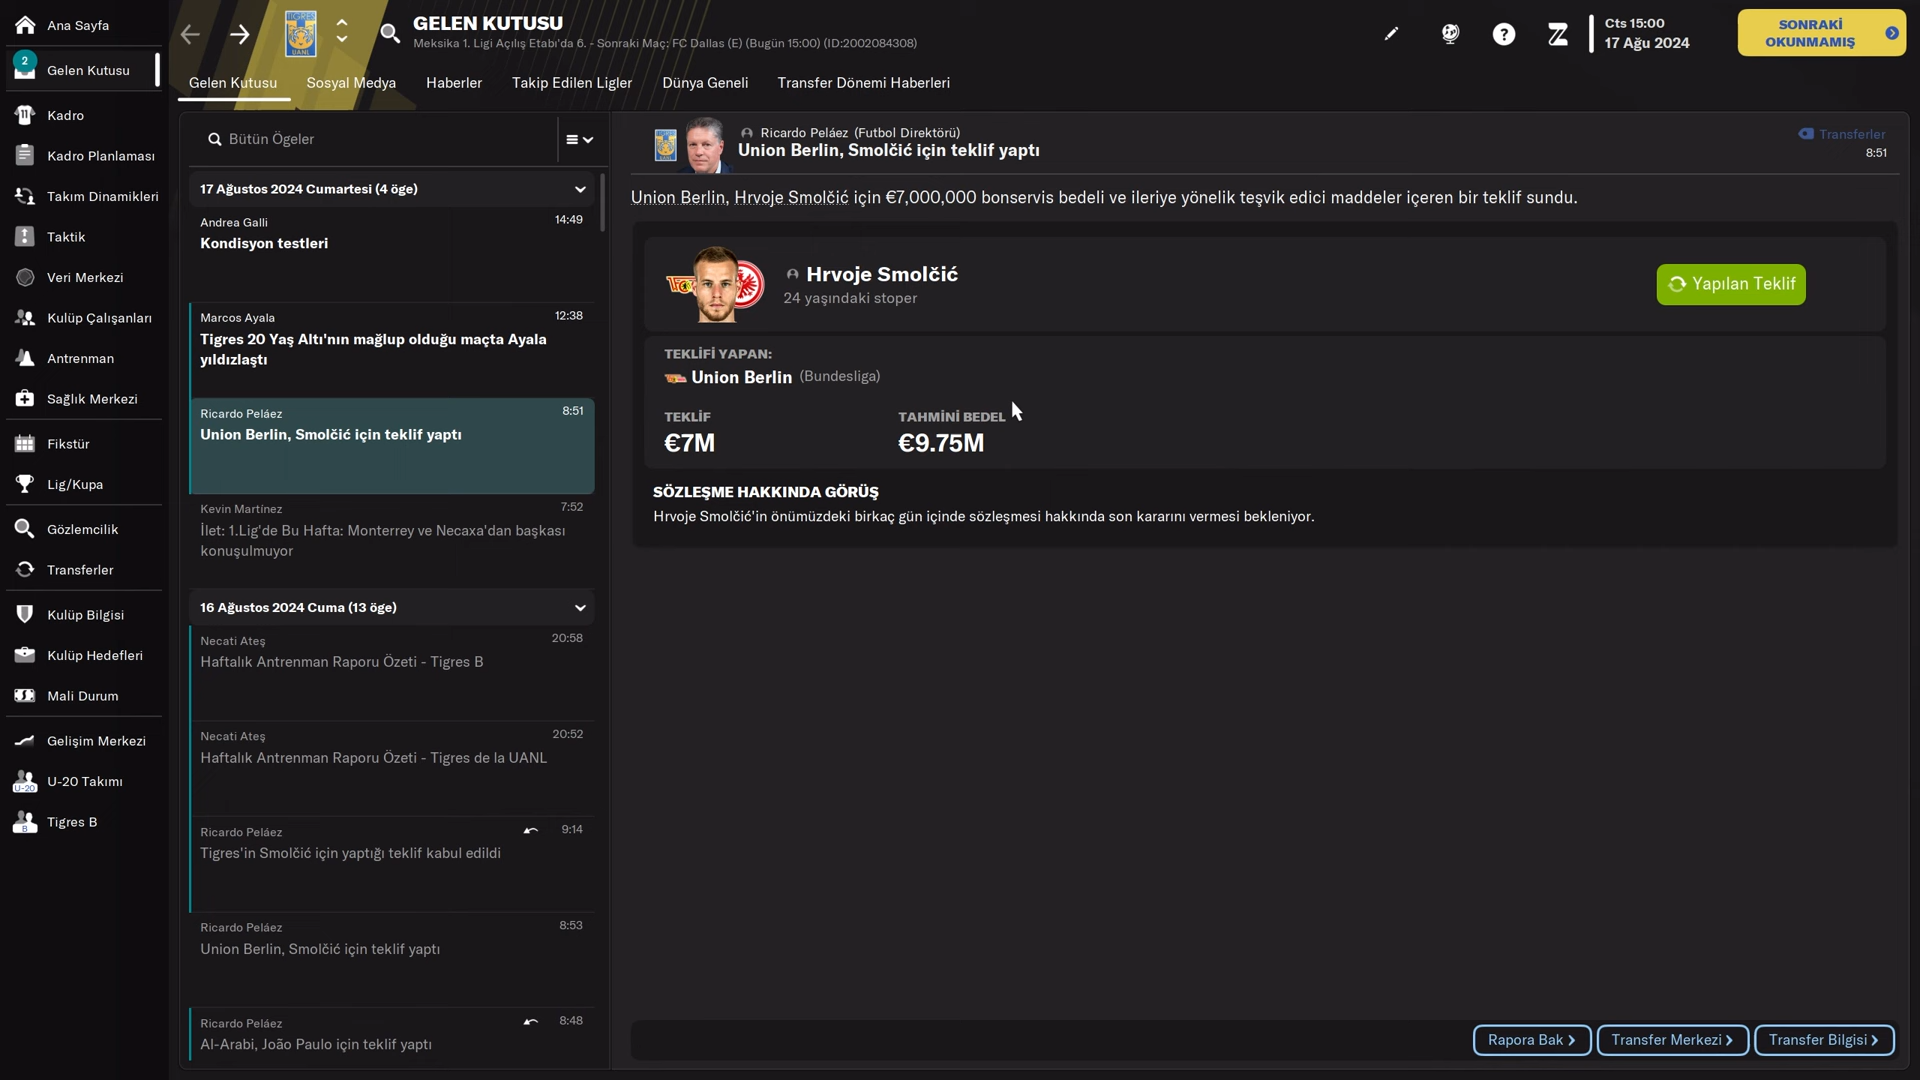 Ana Sayfa
2
Gelen Kutusu
11
Kadro
Kadro Planlaması
Takım Dinamikleri
Taktik
Veri Merkezi
Kulüp Çalışanları
Antrenman
Sağlık Merkezi
Fikstür
Lig/Kupa
Gözlemcilik
Transferler
Kulüp Bilgisi
Kulüp Hedefleri
Mali Durum
Gelişim Merkezi
U-20
U-20 Takımı
B
Tigres B
TIGRES
UANL
GELEN KUTUSU
Meksika 1. Ligi Açılış Etabı'da 6. - Sonraki Maç: FC Dallas (E) (Bugün 15:00) (ID:2002084308)
Cts 15:00
17 Ağu 2024
SONRAKİ
OKUNMAMIŞ
Gelen Kutusu
Sosyal Medya
Haberler
Takip Edilen Ligler
Dünya Geneli
Transfer Dönemi Haberleri
Bütün Ögeler
17 Ağustos 2024 Cumartesi (4 öge)
Andrea Galli 14:49
Kondisyon testleri
Marcos Ayala 12:38
Tigres 20 Yaş Altı'nın mağlup olduğu maçta Ayala
yıldızlaştı
Ricardo Peláez 8:51
Union Berlin, Smolčić için teklif yaptı
Kevin Martínez 7:52
İlet: 1.Lig'de Bu Hafta: Monterrey ve Necaxa'dan başkası
konuşulmuyor
16 Ağustos 2024 Cuma (13 öge)
Necati Ateş 20:58
Haftalık Antrenman Raporu Özeti - Tigres B
Necati Ateş 20:52
Haftalık Antrenman Raporu Özeti - Tigres de la UANL
Ricardo Peláez 9:14
Tigres'in Smolčić için yaptığı teklif kabul edildi
Ricardo Peláez 8:53
Union Berlin, Smolčić için teklif yaptı
Ricardo Peláez 8:48
Al-Arabi, João Paulo için teklif yaptı
Ricardo Peláez (Futbol Direktörü)
Union Berlin, Smolčić için teklif yaptı
Transferler
8:51
Union Berlin, Hrvoje Smolčić için €7,000,000 bonservis bedeli ve ileriye yönelik teşvik edici maddeler içeren bir teklif sundu.
Hrvoje Smolčić
24 yaşındaki stoper
Yapılan Teklif
TEKLİFİ YAPAN:
Union Berlin (Bundesliga)
TEKLİF
€7M
TAHMİNİ BEDEL
€9.75M
SÖZLEŞME HAKKINDA GÖRÜŞ
Hrvoje Smolčić'in önümüzdeki birkaç gün içinde sözleşmesi hakkında son kararını vermesi bekleniyor.
Rapora Bak
Transfer Merkezi
Transfer Bilgisi